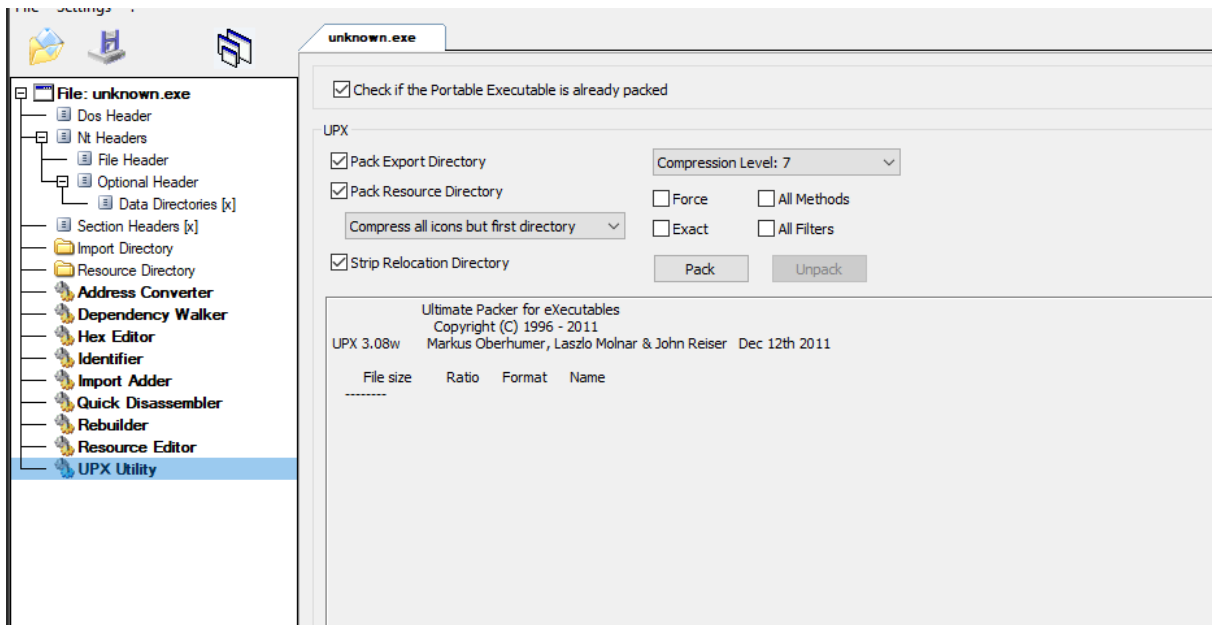 File Settings ?
unknown.exe
File: unknown.exe
Dos Header
Nt Headers
File Header
Optional Header
Data Directories [x]
Section Headers [x]
Import Directory
Resource Directory
Address Converter
Dependency Walker
Hex Editor
Identifier
Import Adder
Quick Disassembler
Rebuilder
Resource Editor
UPX Utility
Check if the Portable Executable is already packed
UPX
Pack Export Directory
Compression Level: 7
Pack Resource Directory
Force All Methods
Compress all icons but first directory
Exact All Filters
Strip Relocation Directory
Pack Unpack
Ultimate Packer for eXecutables
Copyright (C) 1996 - 2011
UPX 3.08w Markus Oberhumer, Laszlo Molnar & John Reiser Dec 12th 2011
File size Ratio Format Name
--------